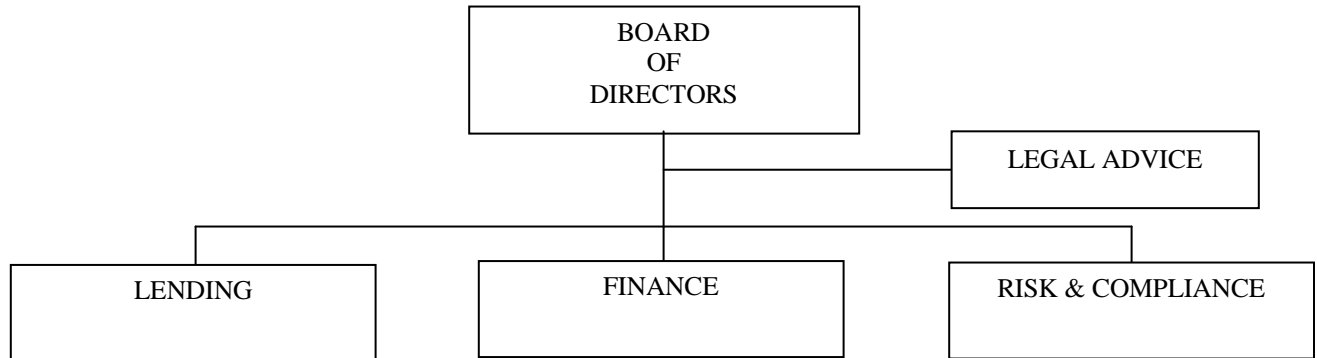 BOARD
OF
DIRECTORS
LEGAL ADVICE
LENDING
FINANCE
RISK & COMPLIANCE